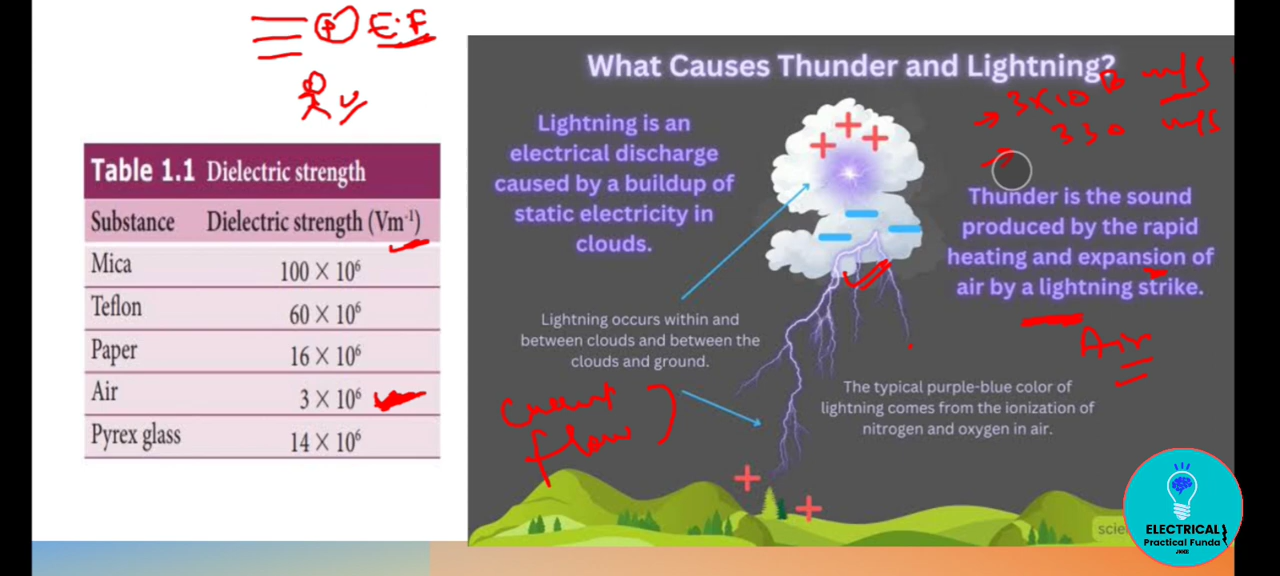 E.F
Table 1.1 Dielectric strength
Substance Dielectric strength (Vm⁻¹)
Mica 100 × 10⁶
Teflon 60 × 10⁶
Paper 16 × 10⁶
Air 3 × 10⁶
Pyrex glass 14 × 10⁶
What Causes Thunder and Lightning?
3×10⁸ m/s
330 m/s
Lightning is an
electrical discharge
caused by a buildup of
static electricity in
clouds.
Thunder is the sound
produced by the rapid
heating and expansion of
air by a lightning strike.
Air
Lightning occurs within and
between clouds and between the
clouds and ground.
Current
flow
The typical purple-blue color of
lightning comes from the ionization of
nitrogen and oxygen in air.
ELECTRICAL
Practical Funda